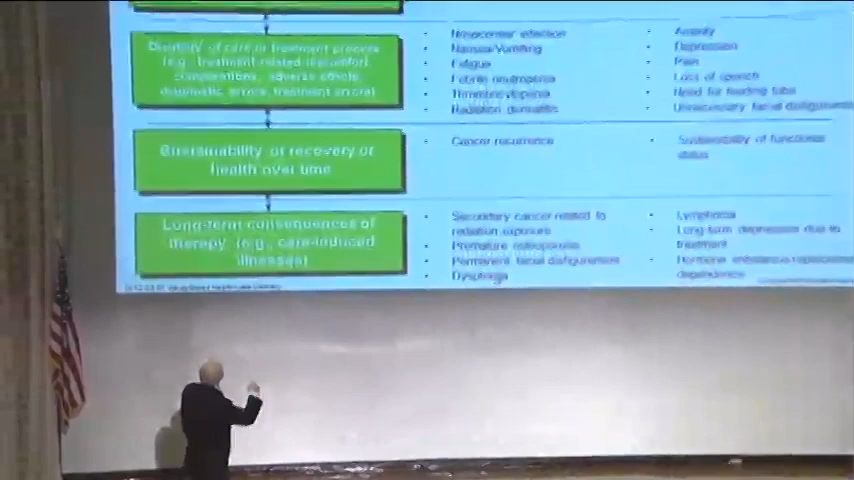 Disutility of care or treatment process
(e.g., treatment-related discomfort,
complications, adverse effects,
diagnostic errors, treatment errors)
• Nosocomial infection
• Nausea/Vomiting
• Fatigue
• Febrile neutropenia
• Thrombocytopenia
• Radiation dermatitis
• Anxiety
• Depression
• Pain
• Loss of speech
• Need for feeding tube
• Unnecessary facial disfigurement
Sustainability of recovery or
health over time
• Cancer recurrence
• Sustainability of functional
status
Long-term consequences of
therapy (e.g., care-induced
illnesses)
• Secondary cancer related to
radiation exposure
• Premature osteoporosis
• Permanent facial disfigurement
• Dysphagia
• Lymphoma
• Long-term depression due to
treatment
• Hormone
dependence